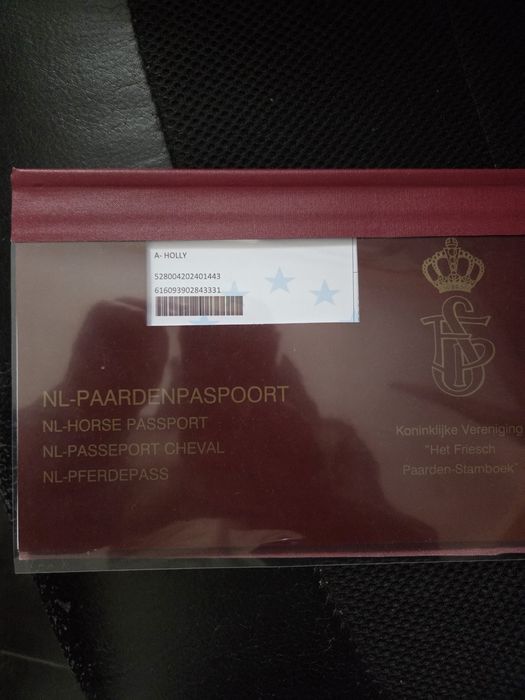 A- HOLLY
528004202401443
616093902843331
NL-PAARDENPASPOORT
NL-HORSE PASSPORT
NL-PASSEPORT CHEVAL
NL-PFERDEPASS
Koninklijke Vereniging
"Het Friesch
Paarden-Stamboek"